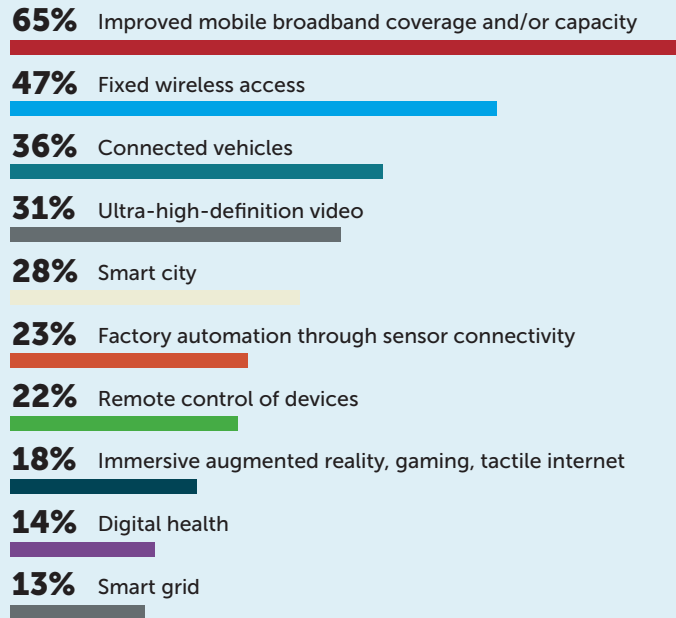 65% Improved mobile broadband coverage and/or capacity
47% Fixed wireless access
36% Connected vehicles
31% Ultra-high-definition video
28% Smart city
23% Factory automation through sensor connectivity
22% Remote control of devices
18% Immersive augmented reality, gaming, tactile internet
14% Digital health
13% Smart grid